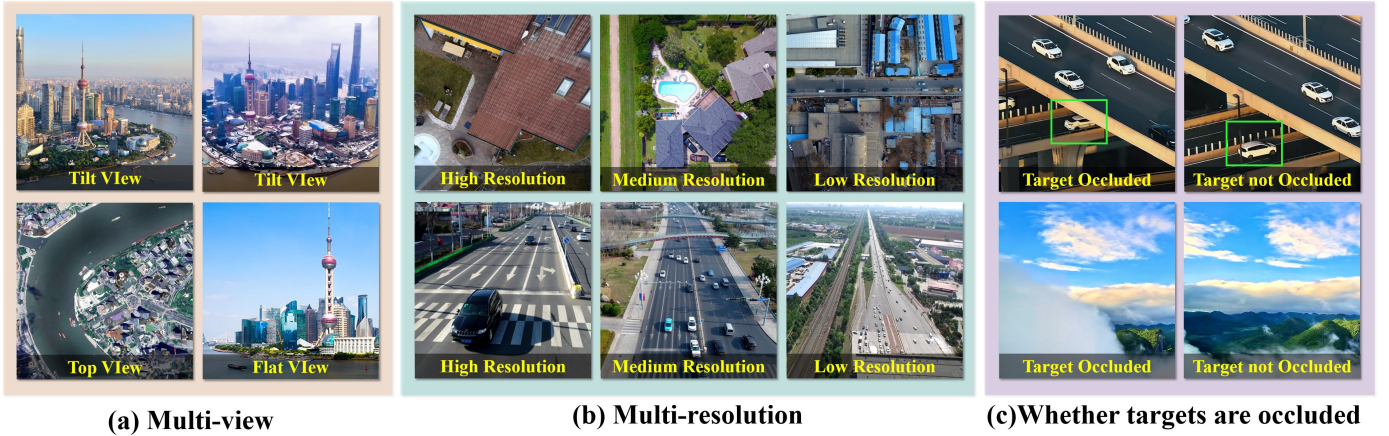 Tilt VIew
Tilt VIew
Top VIew
Flat VIew
(a) Multi-view
High Resolution
Medium Resolution
Low Resolution
High Resolution
Medium Resolution
Low Resolution
(b) Multi-resolution
Target Occluded
Target not Occluded
Target Occluded
Target not Occluded
(c)Whether targets are occluded